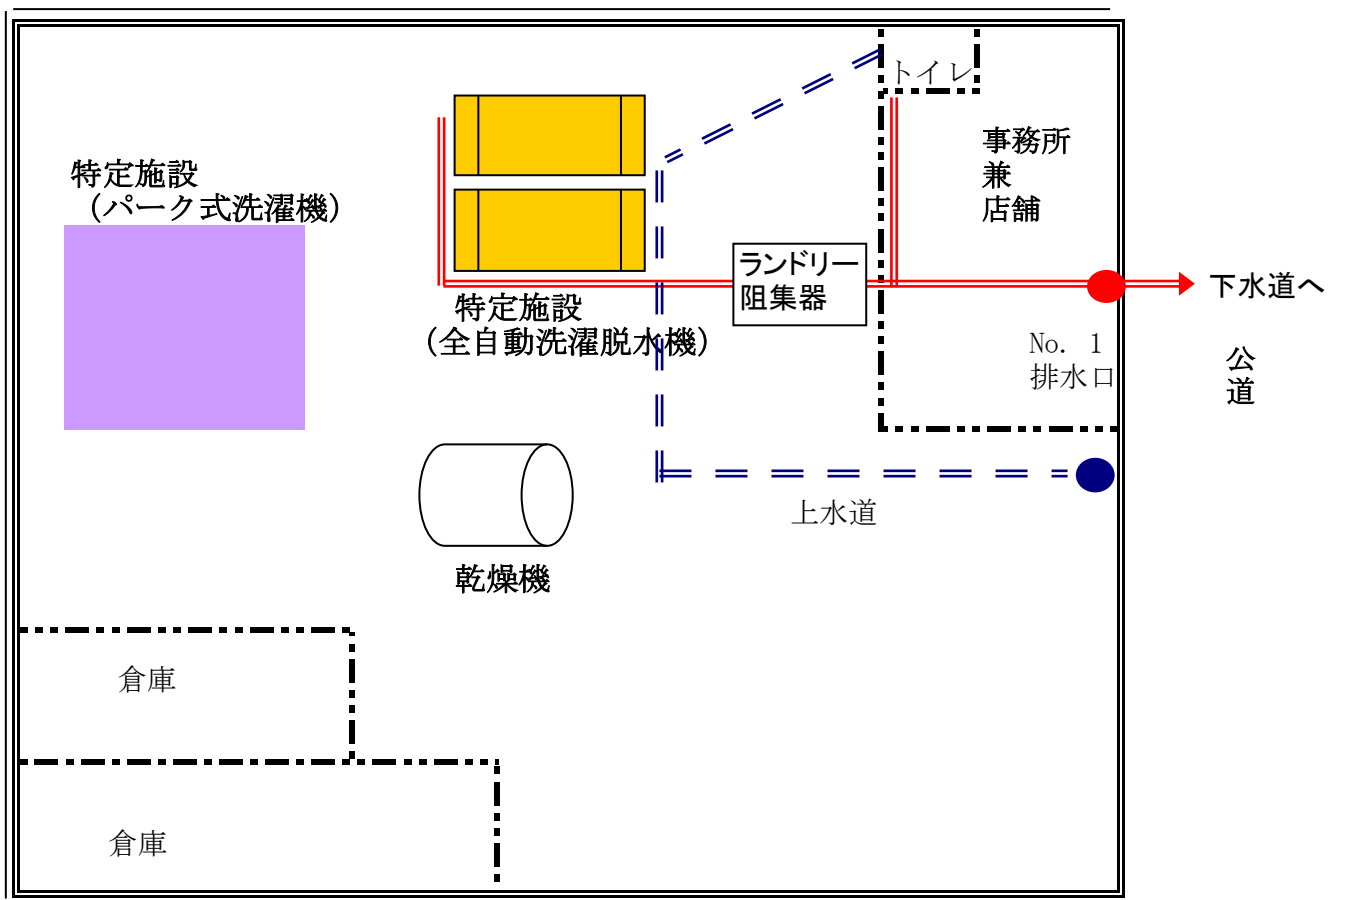 トイレ
事務所
兼
店舗
特定施設
（パーク式洗濯機）
ランドリー
阻集器
下水道へ
特定施設
（全自動洗濯脱水機）
No. 1
排水口
公
道
上水道
乾燥機
倉庫
倉庫